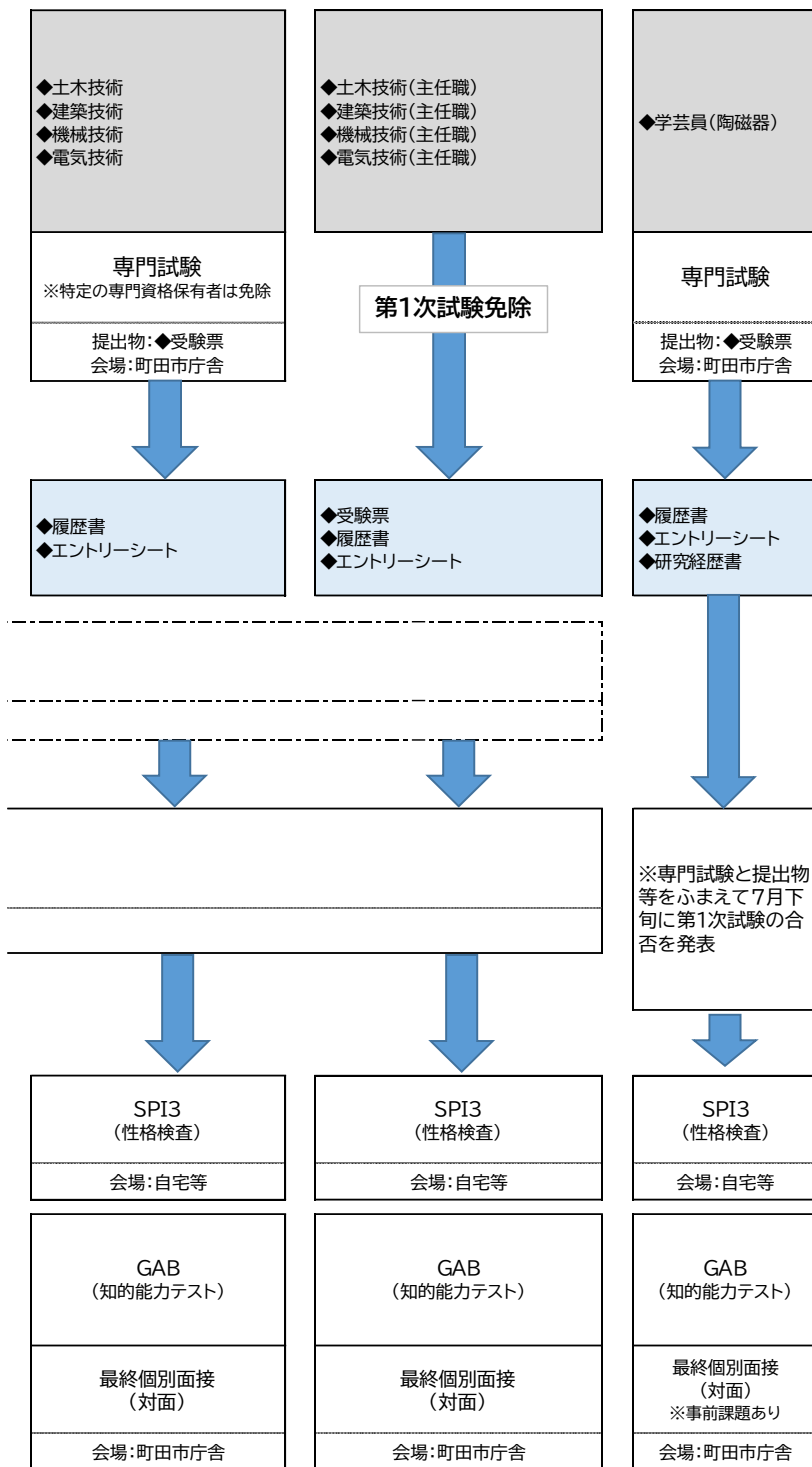 ◆土木技術
◆建築技術
◆機械技術
◆電気技術
専門試験
※特定の専門資格保有者は免除
提出物:◆受験票
会場:町田市庁舎
◆履歴書
◆エントリーシート
SPI3
(性格検査)
会場:自宅等
GAB
(知的能力テスト)
最終個別面接
(対面)
会場:町田市庁舎
◆土木技術(主任職)
◆建築技術(主任職)
◆機械技術(主任職)
◆電気技術(主任職)
第1次試験免除
◆受験票
◆履歴書
◆エントリーシート
SPI3
(性格検査)
会場:自宅等
GAB
(知的能力テスト)
最終個別面接
(対面)
会場:町田市庁舎
◆学芸員(陶磁器)
専門試験
提出物:◆受験票
会場:町田市庁舎
◆履歴書
◆エントリーシート
◆研究経歴書
※専門試験と提出物
等をふまえて7月下
旬に第1次試験の合
否を発表
SPI3
(性格検査)
会場:自宅等
GAB
(知的能力テスト)
最終個別面接
(対面)
※事前課題あり
会場:町田市庁舎